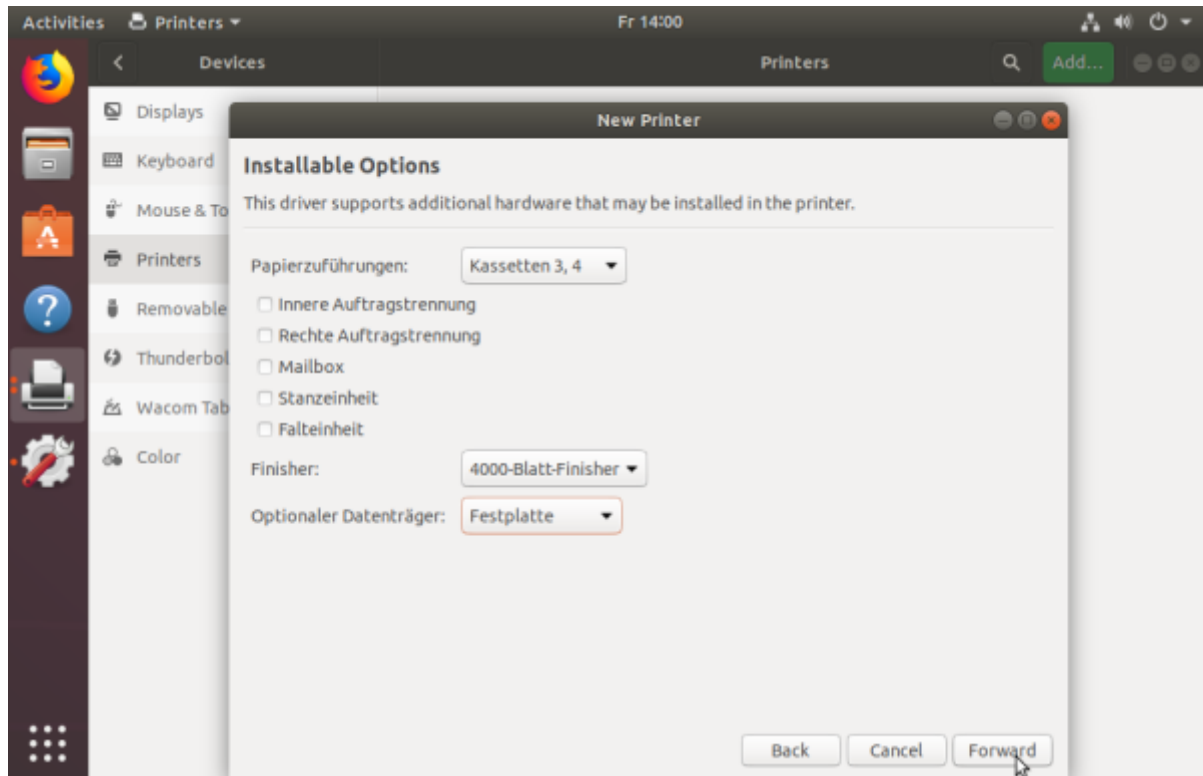 Activities Printers Fr 14:00
Devices Printers Add...
Displays
Keyboard
Mouse & To
Printers
Removable
Thunderbol
Wacom Tab
Color
New Printer
Installable Options
This driver supports additional hardware that may be installed in the printer.
Papierzuführungen: Kassetten 3, 4
Innere Auftragstrennung
Rechte Auftragstrennung
Mailbox
Stanzeinheit
Falteinheit
Finisher: 4000-Blatt-Finisher
Optionaler Datenträger: Festplatte
Back Cancel Forward